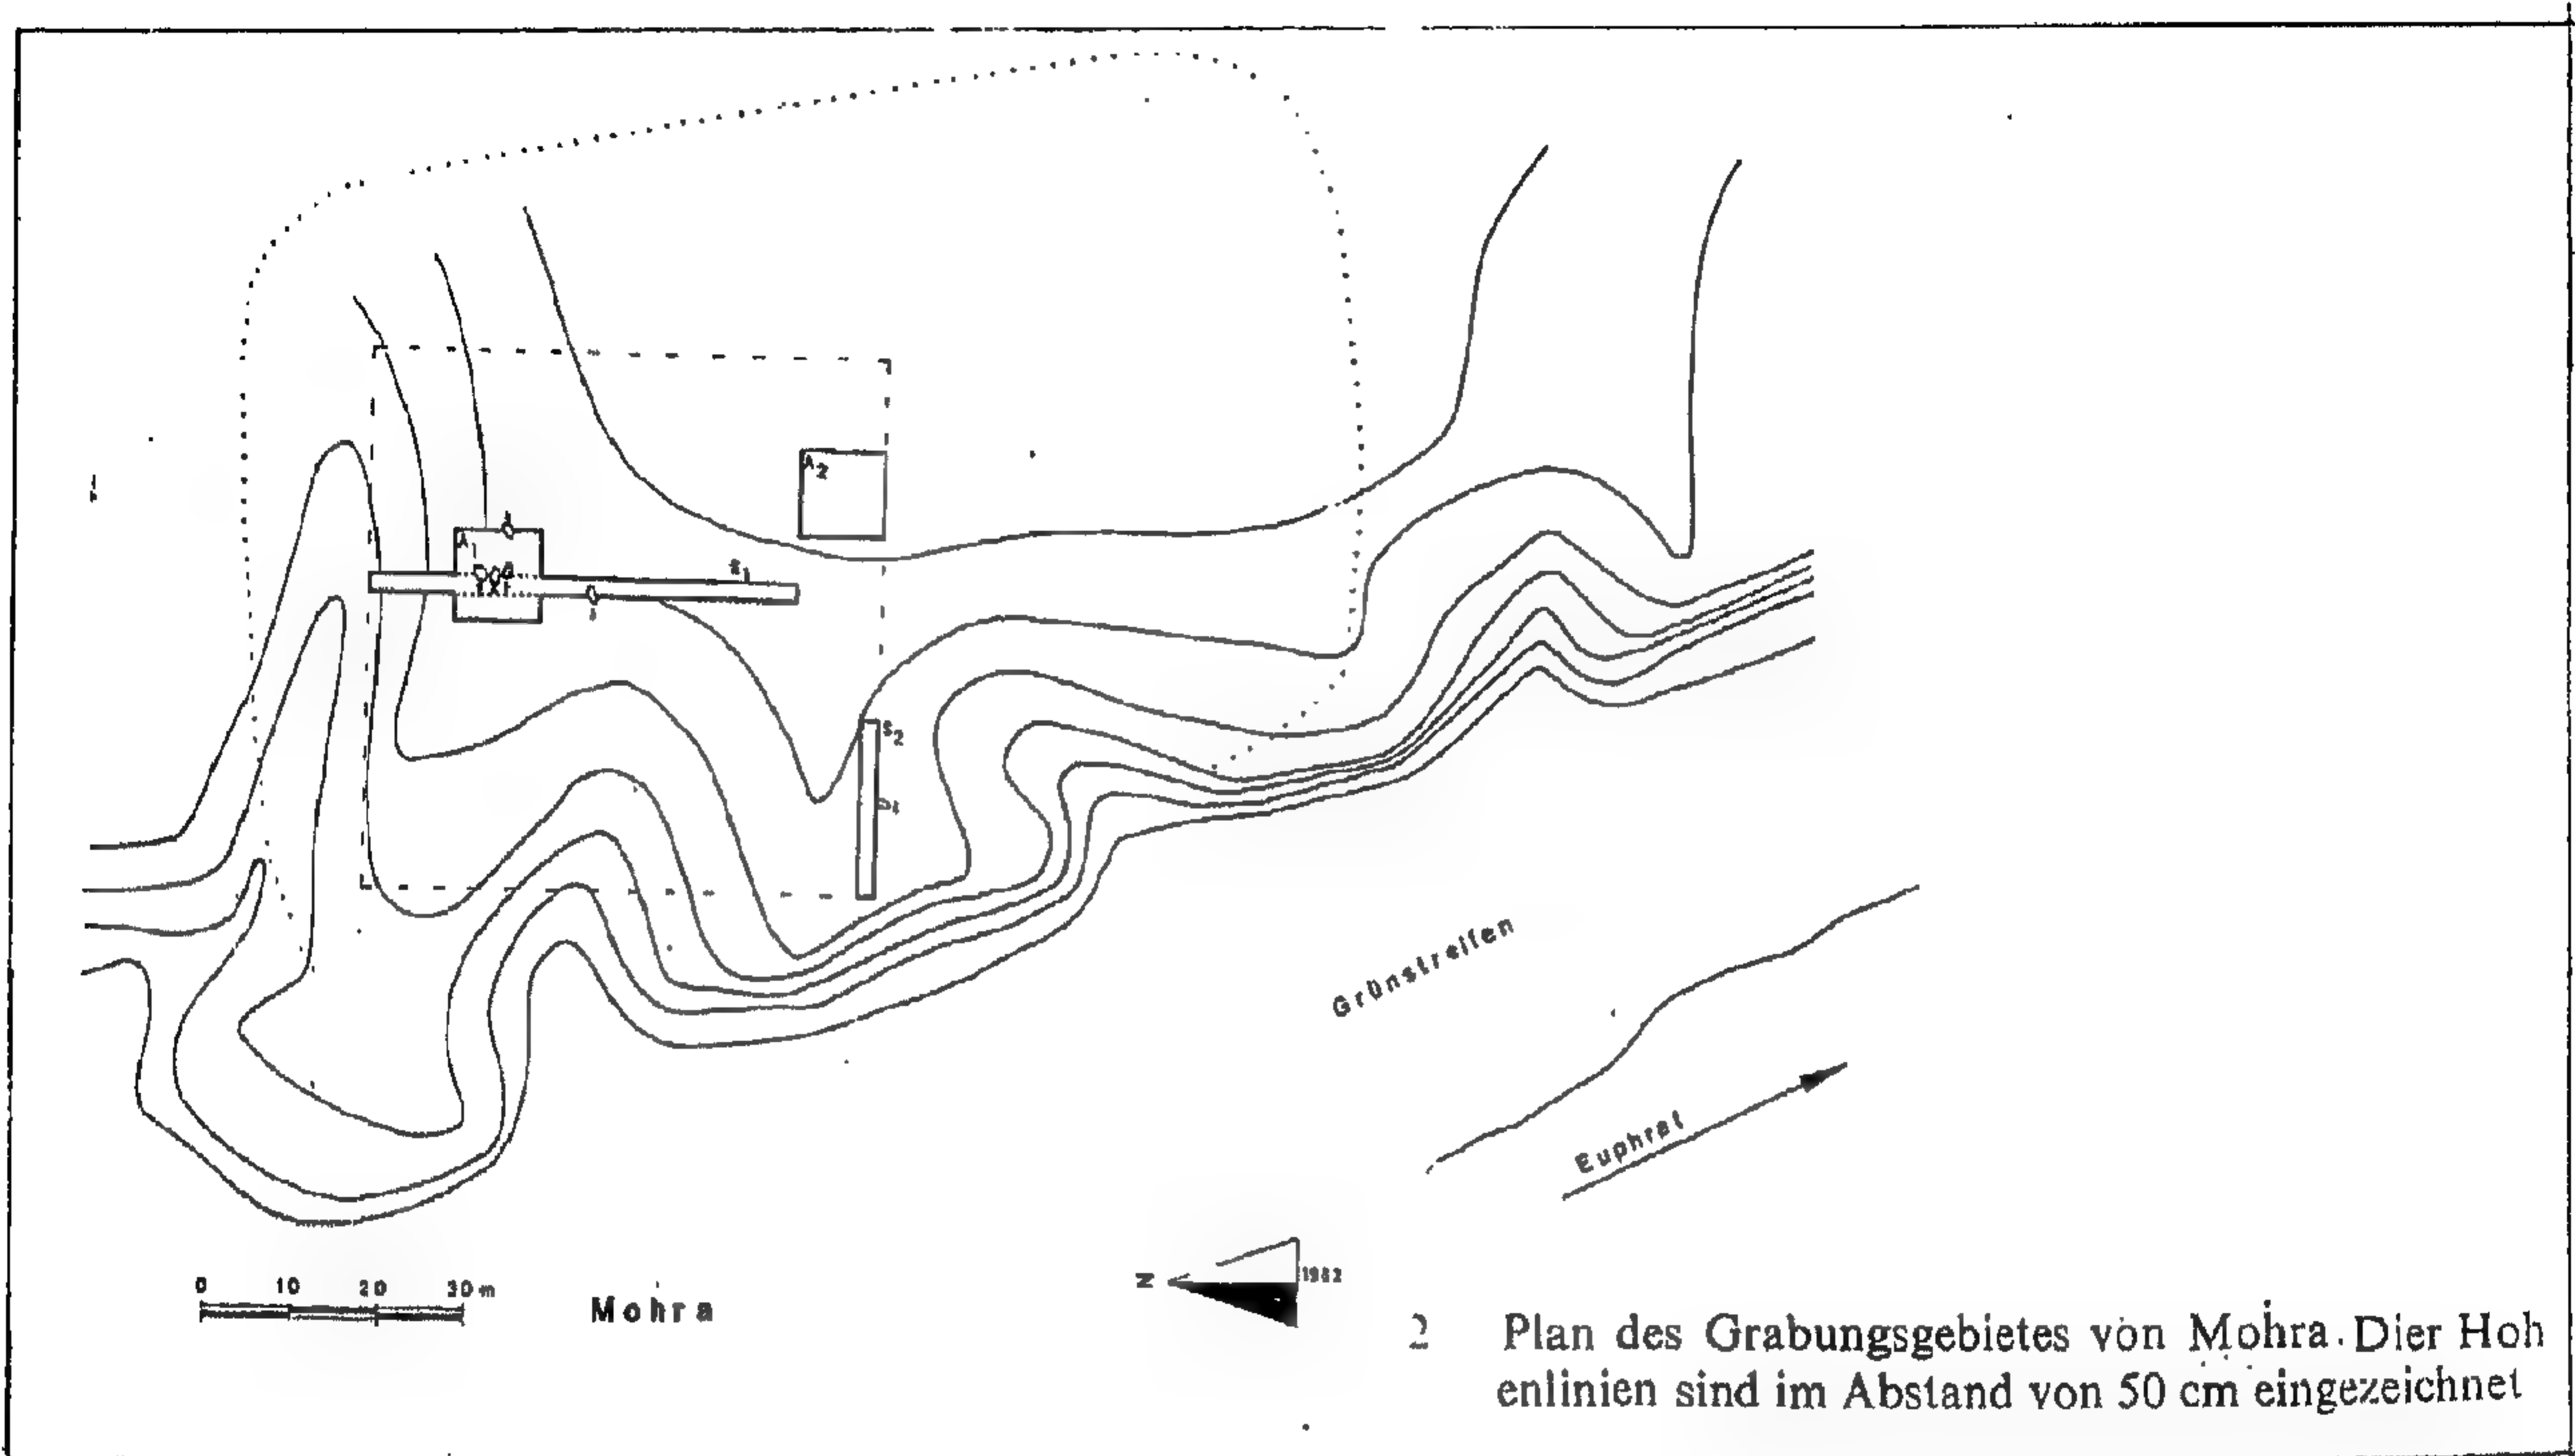 A2
A1
S1
S2
Grünstreifen
Euphrat
0 10 20 30 m
Mohra
N
1982
2 Plan des Grabungsgebietes von Mohra. Dier Hoh
enlinien sind im Abstand von 50 cm eingezeichnet